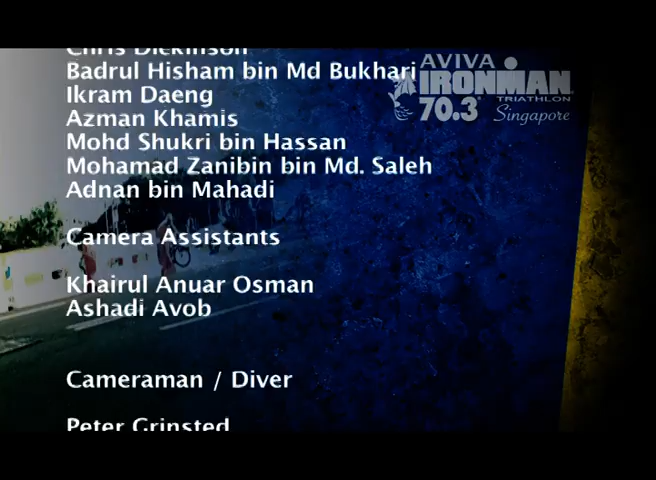 Chris Dickinson
Badrul Hisham bin Md Bukhari
Ikram Daeng
Azman Khamis
Mohd Shukri bin Hassan
Mohamad Zanibin bin Md. Saleh
Adnan bin Mahadi
Camera Assistants
Khairul Anuar Osman
Ashadi Avob
Cameraman / Diver
Peter Grinsted
AVIVA
IRONMAN
TRIATHLON
70.3
Singapore